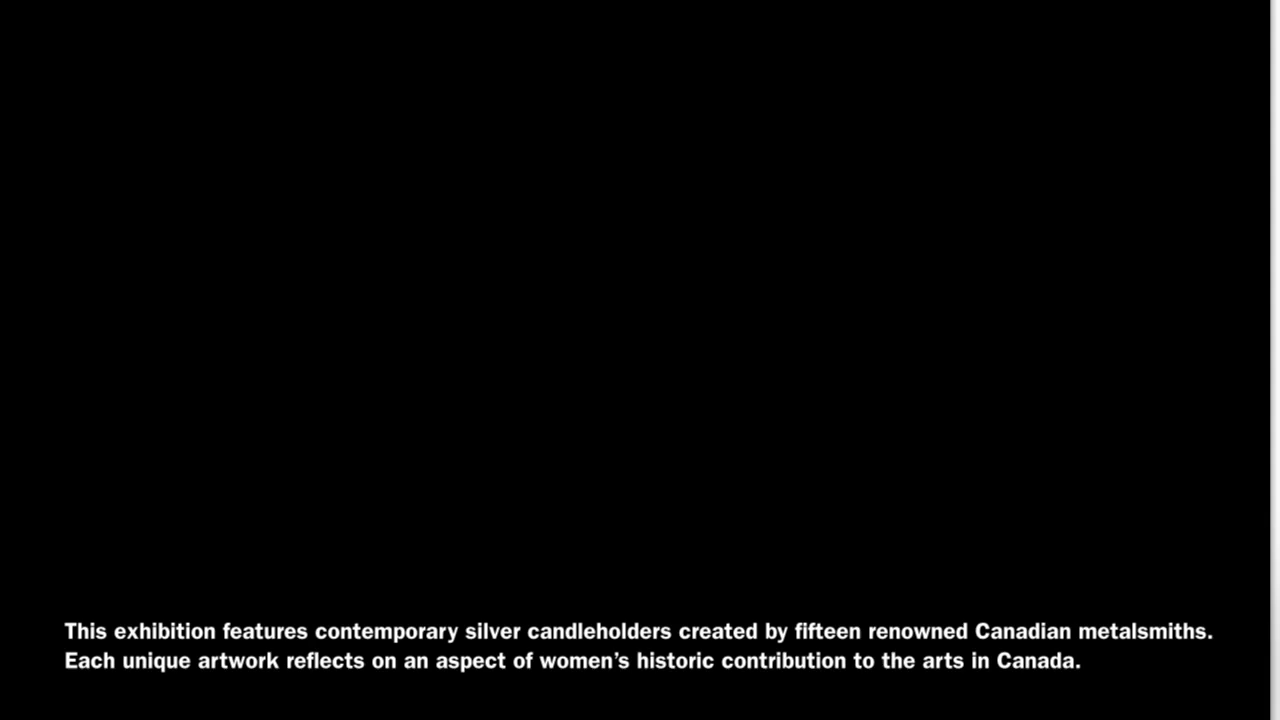 This exhibition features contemporary silver candleholders created by fifteen renowned Canadian metalsmiths.
Each unique artwork reflects on an aspect of women’s historic contribution to the arts in Canada.